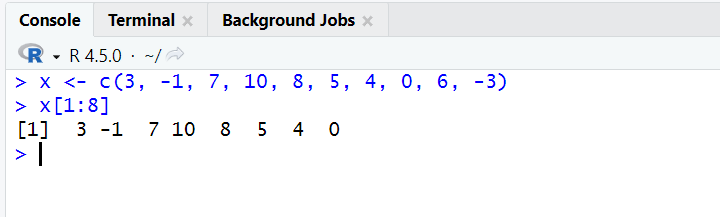 Console Terminal × Background Jobs ×
R R 4.5.0 · ~/
> x <- c(3, -1, 7, 10, 8, 5, 4, 0, 6, -3)
> x[1:8]
[1]  3 -1  7 10  8  5  4  0
>